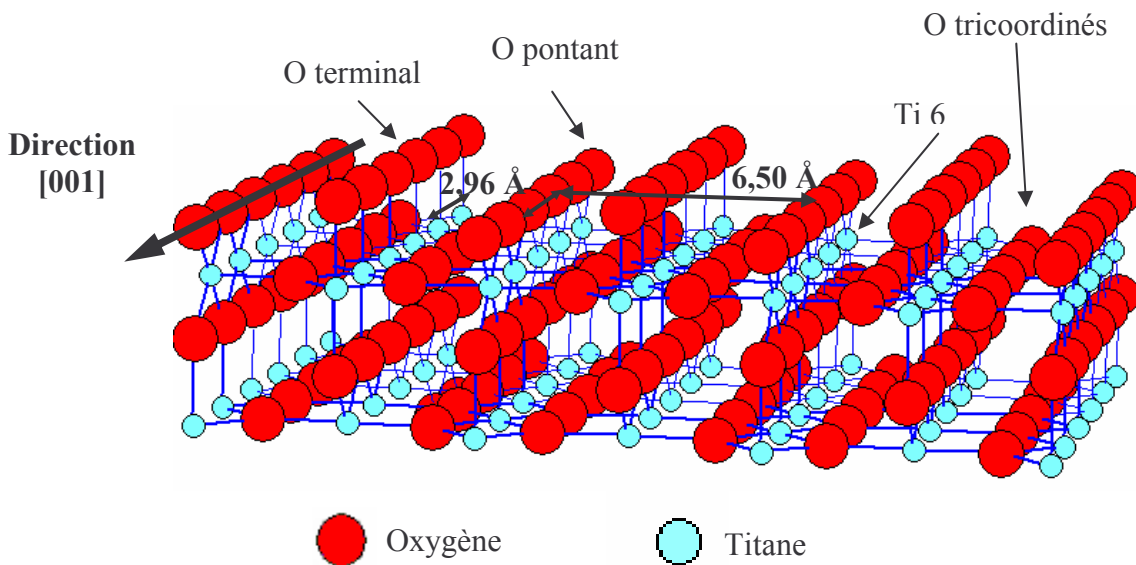 O tricoordinés
O pontant
O terminal
Ti 6
Direction
[001]
2,96 Å
6,50 Å
Oxygène
Titane